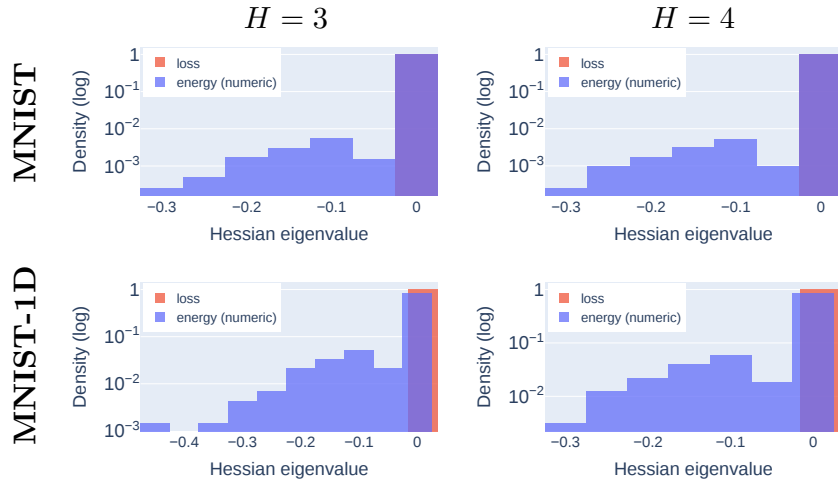 H = 3
H = 4
MNIST
Density (log)
1
10⁻¹
10⁻²
10⁻³
loss
energy (numeric)
−0.3 −0.2 −0.1 0
Hessian eigenvalue
Density (log)
1
10⁻¹
10⁻²
10⁻³
loss
energy (numeric)
−0.3 −0.2 −0.1 0
Hessian eigenvalue
MNIST-1D
Density (log)
1
10⁻¹
10⁻²
10⁻³
loss
energy (numeric)
−0.4 −0.3 −0.2 −0.1 0
Hessian eigenvalue
Density (log)
1
10⁻¹
10⁻²
loss
energy (numeric)
−0.3 −0.2 −0.1 0
Hessian eigenvalue